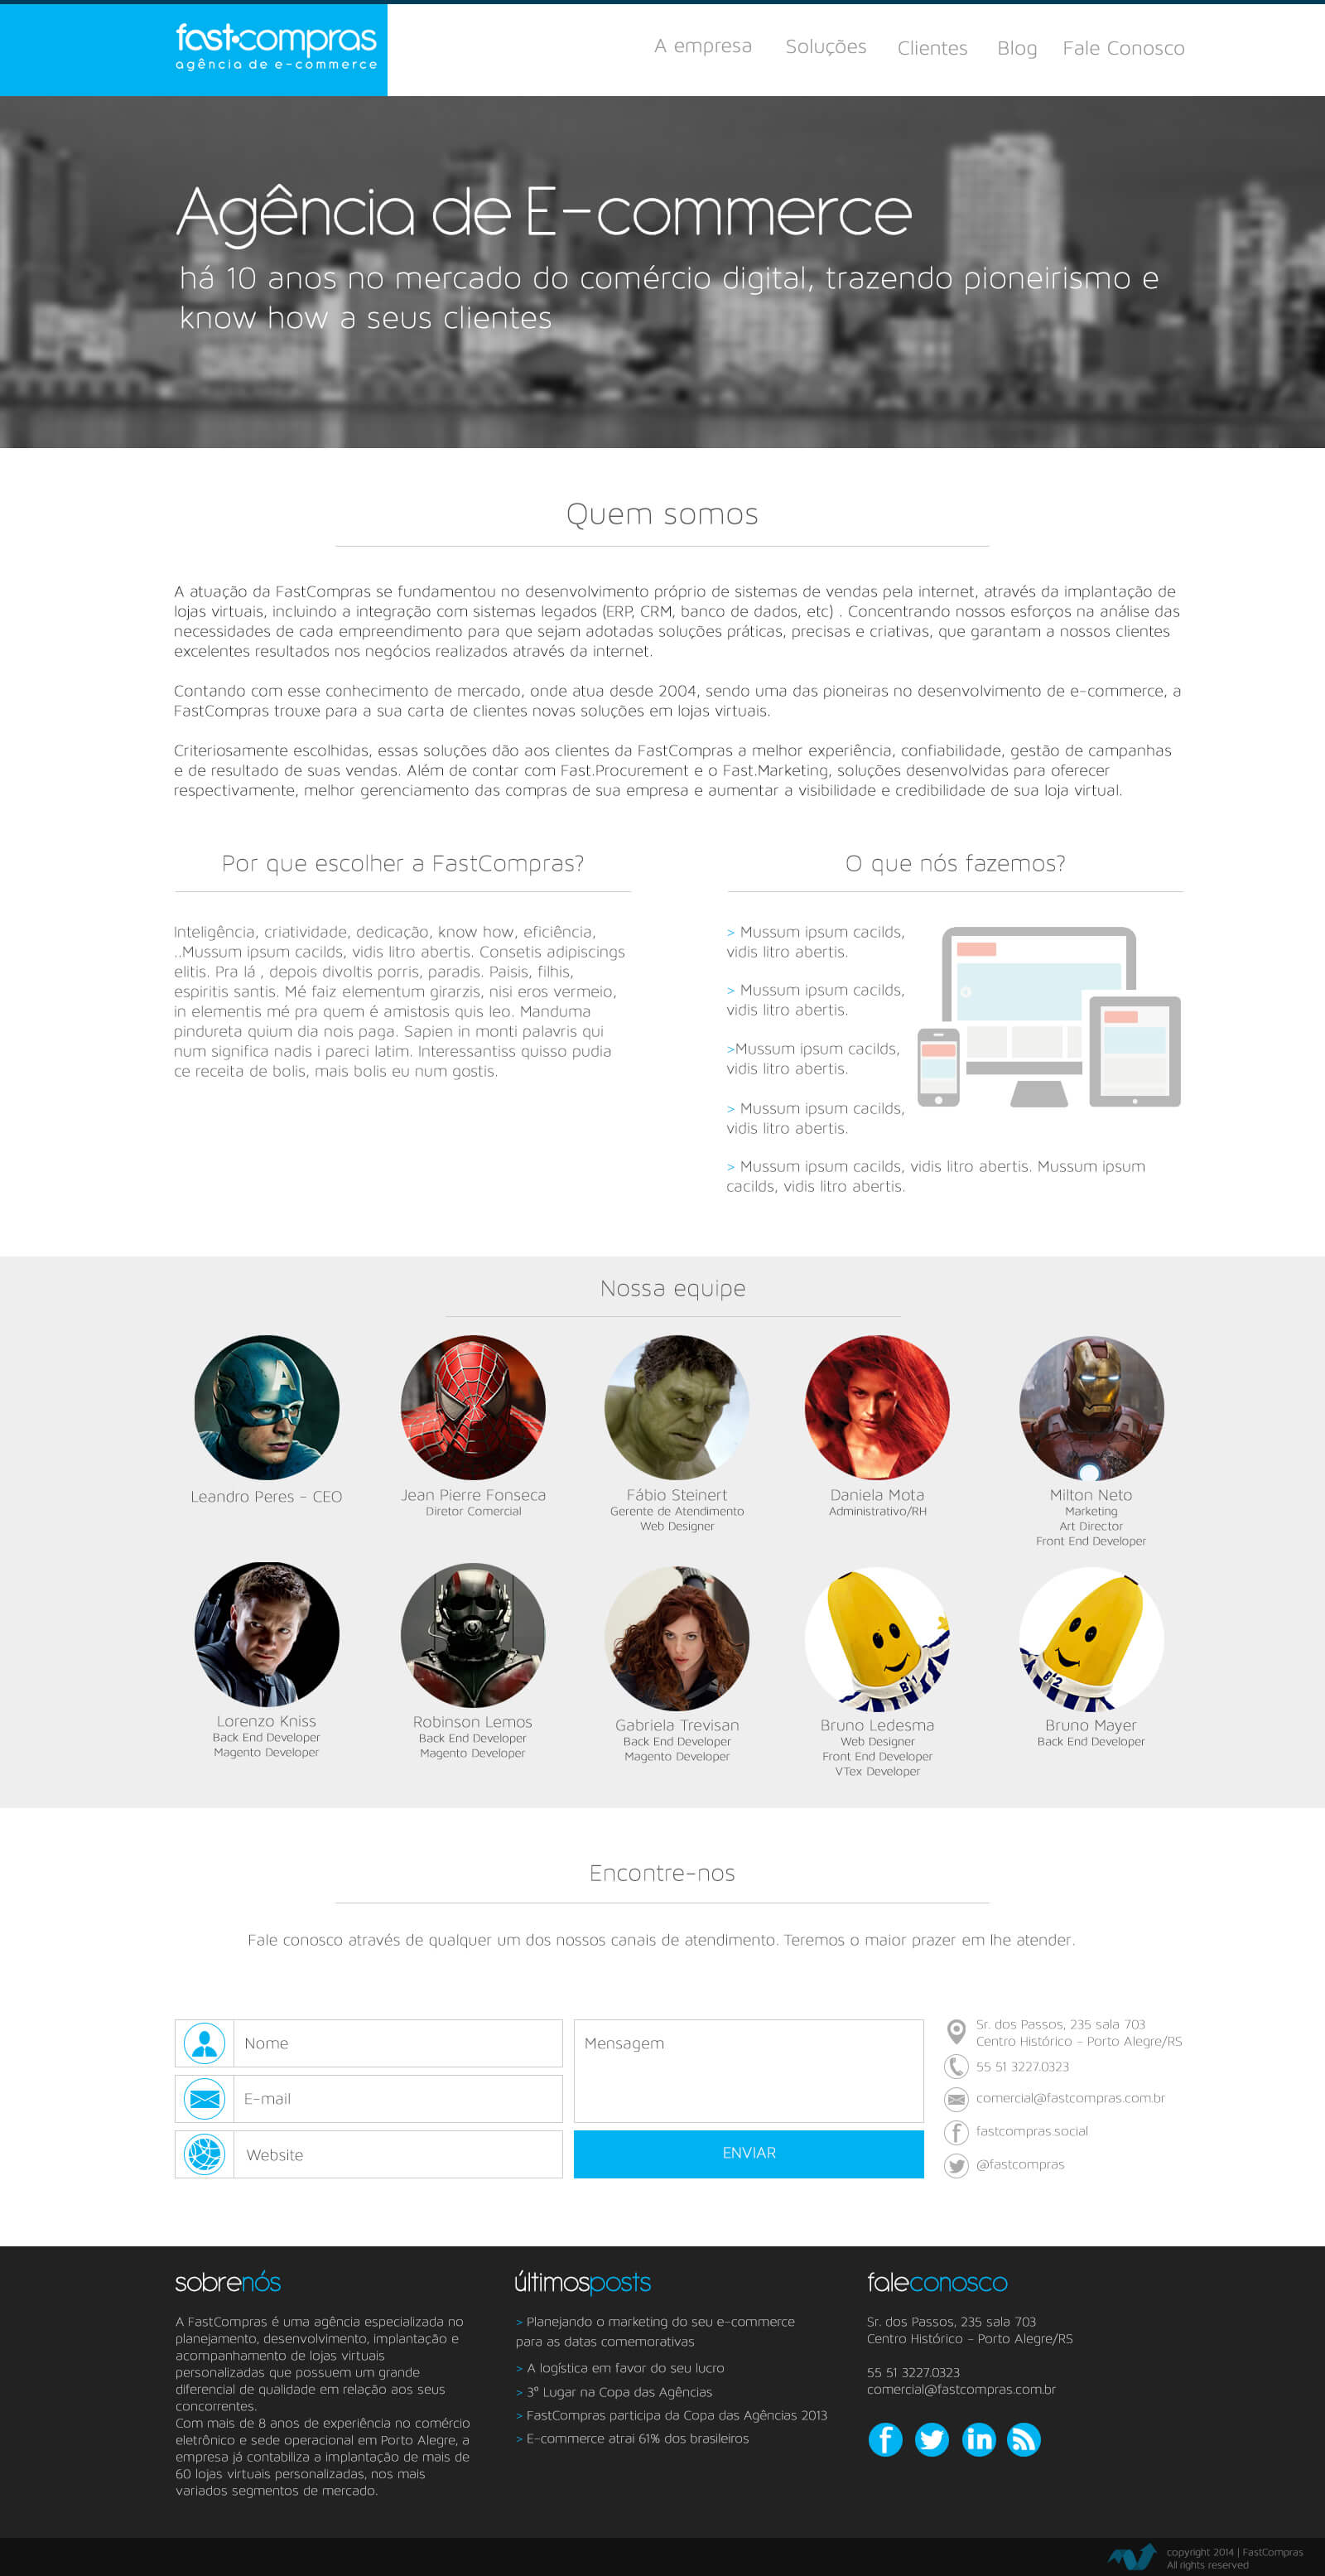 fast.compras
agência de e-commerce
A empresa Soluções Clientes Blog Fale Conosco
Agência de E-commerce
há 10 anos no mercado do comércio digital, trazendo pioneirismo e
know how a seus clientes
Quem somos
A atuação da FastCompras se fundamentou no desenvolvimento próprio de sistemas de vendas pela internet, através da implantação de
lojas virtuais, incluindo a integração com sistemas legados (ERP, CRM, banco de dados, etc) . Concentrando nossos esforços na análise das
necessidades de cada empreendimento para que sejam adotadas soluções práticas, precisas e criativas, que garantam a nossos clientes
excelentes resultados nos negócios realizados através da internet.
Contando com esse conhecimento de mercado, onde atua desde 2004, sendo uma das pioneiras no desenvolvimento de e-commerce, a
FastCompras trouxe para a sua carta de clientes novas soluções em lojas virtuais.
Criteriosamente escolhidas, essas soluções dão aos clientes da FastCompras a melhor experiência, confiabilidade, gestão de campanhas
e de resultado de suas vendas. Além de contar com Fast.Procurement e o Fast.Marketing, soluções desenvolvidas para oferecer
respectivamente, melhor gerenciamento das compras de sua empresa e aumentar a visibilidade e credibilidade de sua loja virtual.
Por que escolher a FastCompras?
Inteligência, criatividade, dedicação, know how, eficiência,
..Mussum ipsum cacilds, vidis litro abertis. Consetis adipiscings
elitis. Pra lá , depois divoltis porris, paradis. Paisis, filhis,
espiritis santis. Mé faiz elementum girarzis, nisi eros vermeio,
in elementis mé pra quem é amistosis quis leo. Manduma
pindureta quium dia nois paga. Sapien in monti palavris qui
num significa nadis i pareci latim. Interessantiss quisso pudia
ce receita de bolis, mais bolis eu num gostis.
O que nós fazemos?
> Mussum ipsum cacilds,
vidis litro abertis.
> Mussum ipsum cacilds,
vidis litro abertis.
>Mussum ipsum cacilds,
vidis litro abertis.
> Mussum ipsum cacilds,
vidis litro abertis.
> Mussum ipsum cacilds, vidis litro abertis. Mussum ipsum
cacilds, vidis litro abertis.
Nossa equipe
A
Leandro Peres - CEO
Jean Pierre Fonseca
Diretor Comercial
Fábio Steinert
Gerente de Atendimento
Web Designer
Daniela Mota
Administrativo/RH
Milton Neto
Marketing
Art Director
Front End Developer
Lorenzo Kniss
Back End Developer
Magento Developer
Robinson Lemos
Back End Developer
Magento Developer
Gabriela Trevisan
Back End Developer
Magento Developer
B1
Bruno Ledesma
Web Designer
Front End Developer
VTex Developer
B2
Bruno Mayer
Back End Developer
Encontre-nos
Fale conosco através de qualquer um dos nossos canais de atendimento. Teremos o maior prazer em lhe atender.
Nome
E-mail
Website
Mensagem
ENVIAR
Sr. dos Passos, 235 sala 703
Centro Histórico - Porto Alegre/RS
55 51 3227.0323
comercial@fastcompras.com.br
fastcompras.social
@fastcompras
sobrenós
A FastCompras é uma agência especializada no
planejamento, desenvolvimento, implantação e
acompanhamento de lojas virtuais
personalizadas que possuem um grande
diferencial de qualidade em relação aos seus
concorrentes.
Com mais de 8 anos de experiência no comércio
eletrônico e sede operacional em Porto Alegre, a
empresa já contabiliza a implantação de mais de
60 lojas virtuais personalizadas, nos mais
variados segmentos de mercado.
últimosposts
> Planejando o marketing do seu e-commerce
para as datas comemorativas
> A logística em favor do seu lucro
> 3º Lugar na Copa das Agências
> FastCompras participa da Copa das Agências 2013
> E-commerce atrai 61% dos brasileiros
faleconosco
Sr. dos Passos, 235 sala 703
Centro Histórico - Porto Alegre/RS
55 51 3227.0323
comercial@fastcompras.com.br
copyright 2014 | FastCompras
All rights reserved